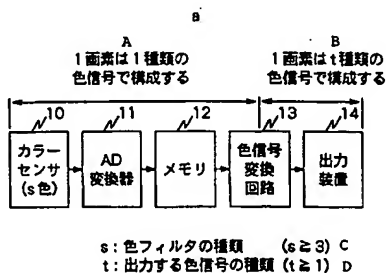 a
A
B
1画素は1種類の
色信号で構成する
1画素はt種類の
色信号で構成する
10
11
12
13
14
カラー
センサ
(s色)
AD
変換器
メモリ
色信号
変換
回路
出力
装置
s:色フィルタの種類 (s≧3) C
t:出力する色信号の種類 (t≧1) D